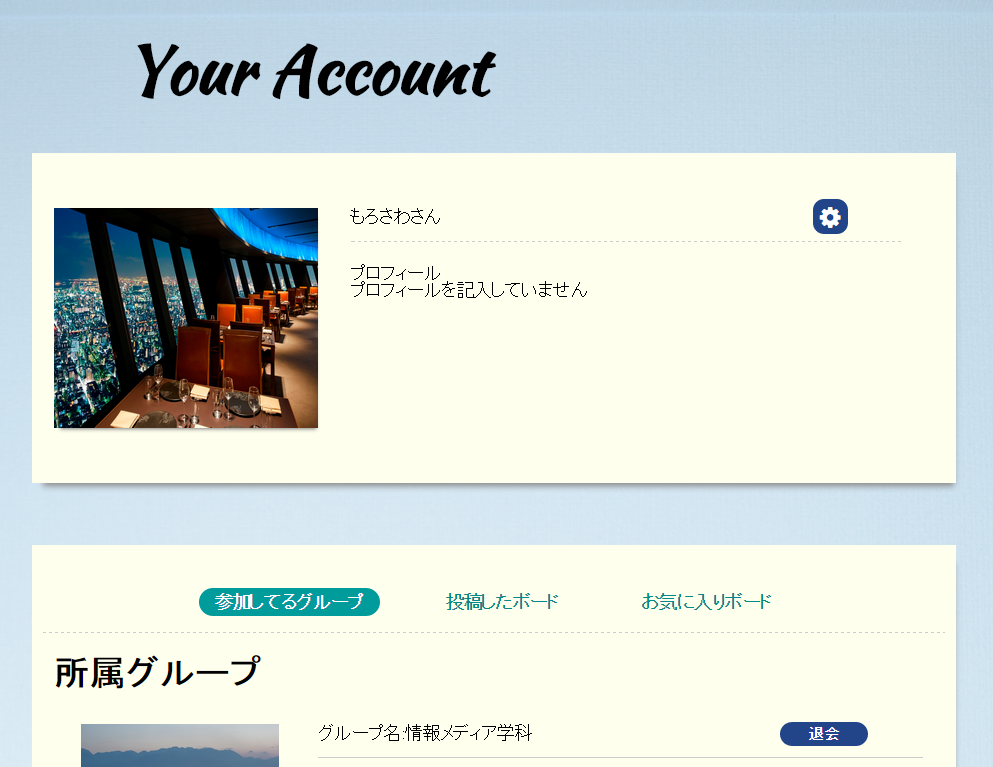 Your Account
もろさわさん
プロフィール
プロフィールを記入していません
参加してるグループ 投稿したボード お気に入りボード
所属グループ
グループ名:情報メディア学科 退会